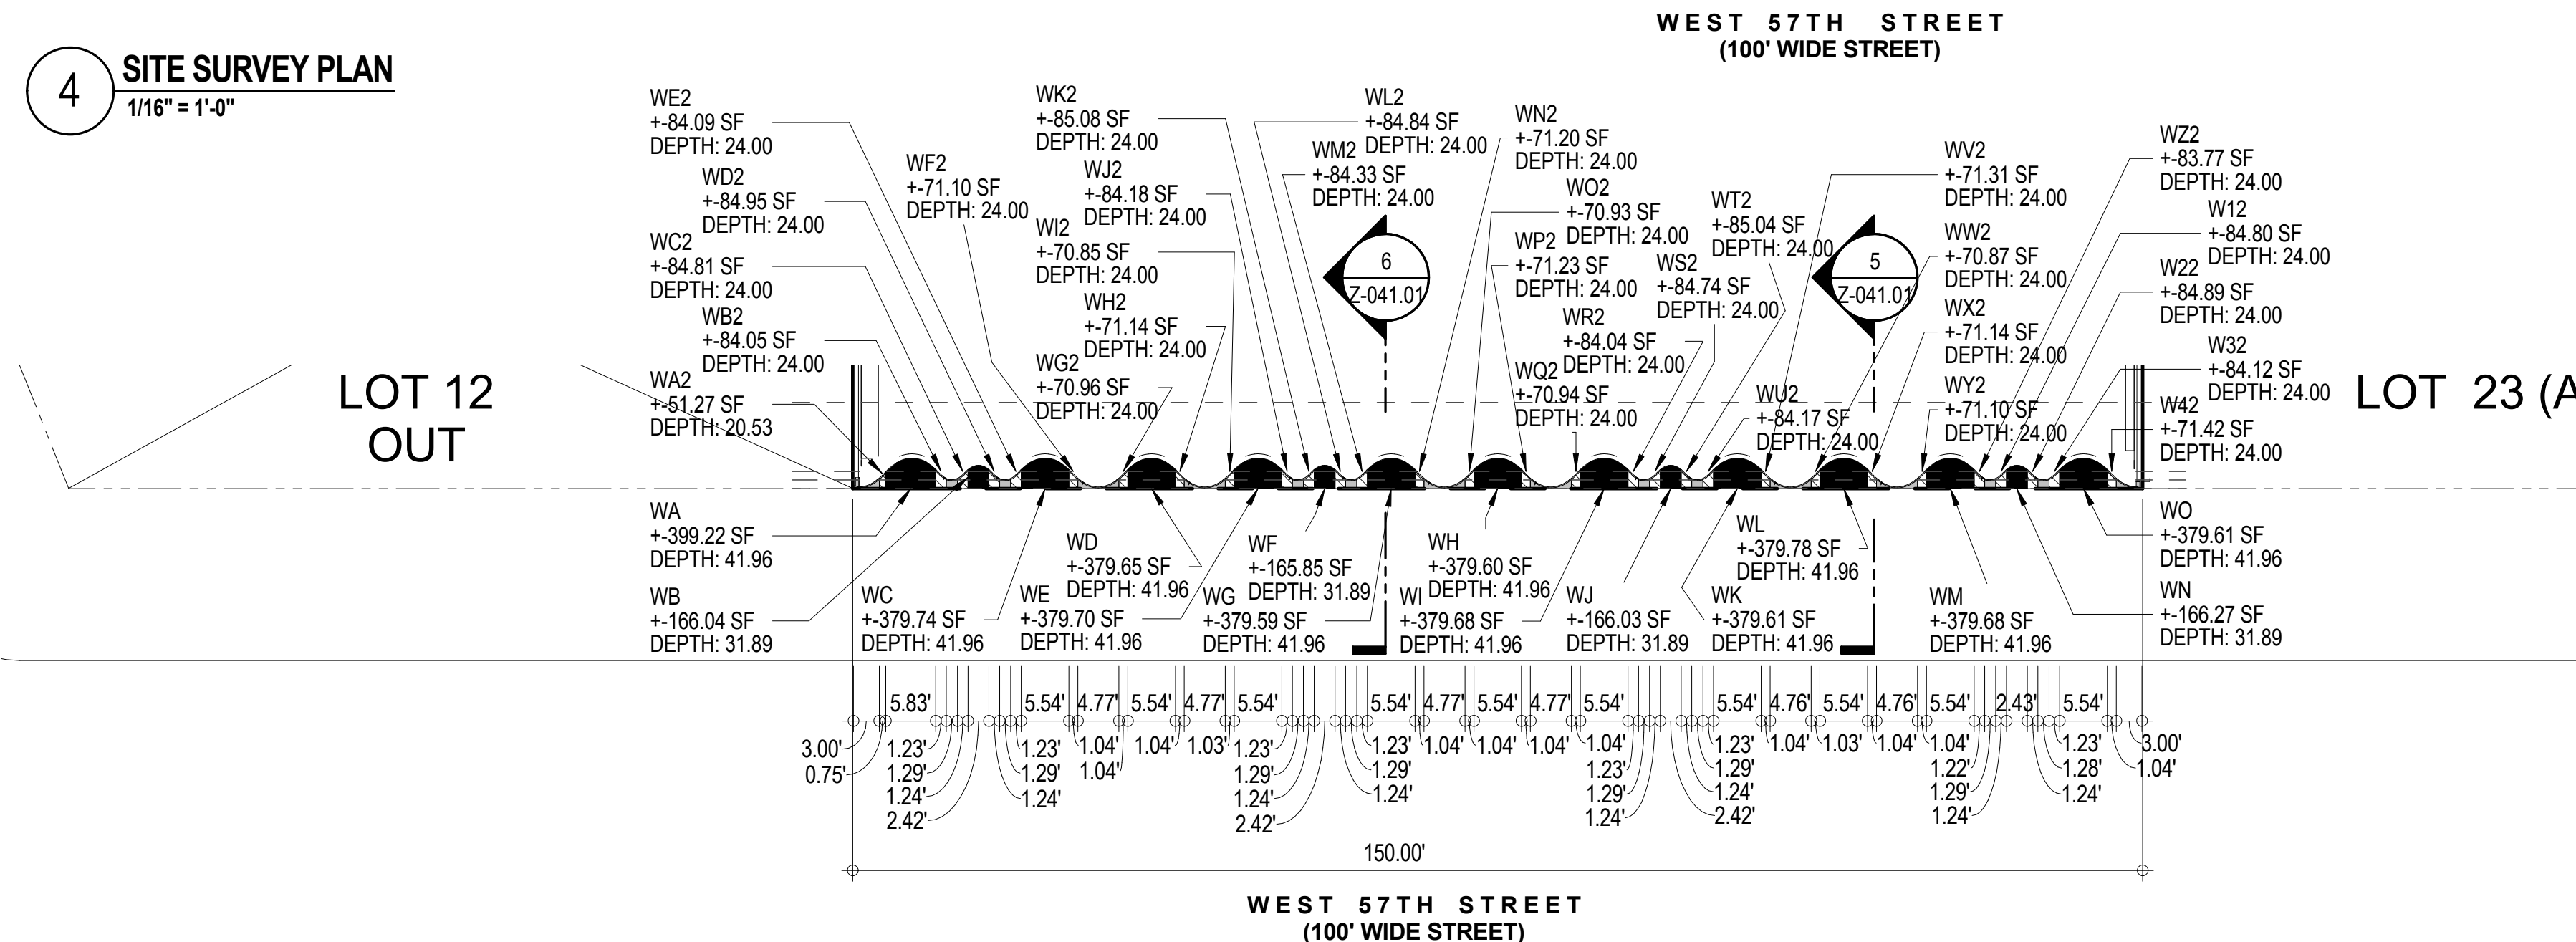 WEST 57TH STREET
(100' WIDE STREET)
4
SITE SURVEY PLAN
1/16" = 1'-0"
WE2
+-84.09 SF
DEPTH: 24.00
WD2
+-84.95 SF
DEPTH: 24.00
WC2
+-84.81 SF
DEPTH: 24.00
WB2
+-84.05 SF
DEPTH: 24.00
WA2
+-51.27 SF
DEPTH: 20.53
WF2
+-71.10 SF
DEPTH: 24.00
WK2
+-85.08 SF
DEPTH: 24.00
WJ2
+-84.18 SF
DEPTH: 24.00
WI2
+-70.85 SF
DEPTH: 24.00
WH2
+-71.14 SF
DEPTH: 24.00
WG2
+-70.96 SF
DEPTH: 24.00
WL2
+-84.84 SF
DEPTH: 24.00
WM2
+-84.33 SF
DEPTH: 24.00
6
Z-041.01
WN2
+-71.20 SF
DEPTH: 24.00
WO2
+-70.93 SF
DEPTH: 24.00
WP2
+-71.23 SF
DEPTH: 24.00
WR2
+-84.04 SF
DEPTH: 24.00
WQ2
+-70.94 SF
DEPTH: 24.00
WT2
+-85.04 SF
DEPTH: 24.00
WS2
+-84.74 SF
DEPTH: 24.00
WU2
+-84.17 SF
DEPTH: 24.00
5
Z-041.01
WV2
+-71.31 SF
DEPTH: 24.00
WW2
+-70.87 SF
DEPTH: 24.00
WX2
+-71.14 SF
DEPTH: 24.00
WY2
+-71.10 SF
DEPTH: 24.00
WZ2
+-83.77 SF
DEPTH: 24.00
W12
+-84.80 SF
DEPTH: 24.00
W22
+-84.89 SF
DEPTH: 24.00
W32
+-84.12 SF
DEPTH: 24.00
W42
+-71.42 SF
DEPTH: 24.00
LOT 12
OUT
LOT 23 (A
WA
+-399.22 SF
DEPTH: 41.96
WB
+-166.04 SF
DEPTH: 31.89
WC
+-379.74 SF
DEPTH: 41.96
WD
+-379.65 SF
DEPTH: 41.96
WE
+-379.70 SF
DEPTH: 41.96
WF
+-165.85 SF
DEPTH: 31.89
WG
+-379.59 SF
DEPTH: 41.96
WH
+-379.60 SF
DEPTH: 41.96
WI
+-379.68 SF
DEPTH: 41.96
WJ
+-166.03 SF
DEPTH: 31.89
WK
+-379.61 SF
DEPTH: 41.96
WL
+-379.78 SF
DEPTH: 41.96
WM
+-379.68 SF
DEPTH: 41.96
WO
+-379.61 SF
DEPTH: 41.96
WN
+-166.27 SF
DEPTH: 31.89
5.83' 5.54' 4.77' 5.54' 4.77' 5.54' 5.54' 4.77' 5.54' 4.77' 5.54' 5.54' 4.76' 5.54' 4.76' 5.54' 2.43' 5.54'
3.00' 1.23' 1.23' 1.04' 1.04' 1.03' 1.23' 1.23' 1.04' 1.04' 1.04' 1.04' 1.23' 1.04' 1.03' 1.04' 1.04' 1.23' 3.00'
0.75' 1.29' 1.29' 1.04' 1.29' 1.29' 1.23' 1.29' 1.22' 1.28' 1.04'
1.24' 1.24' 1.24' 1.24' 1.29' 1.24' 1.29' 1.24'
2.42' 2.42' 1.24' 2.42' 1.24'
150.00'
WEST 57TH STREET
(100' WIDE STREET)